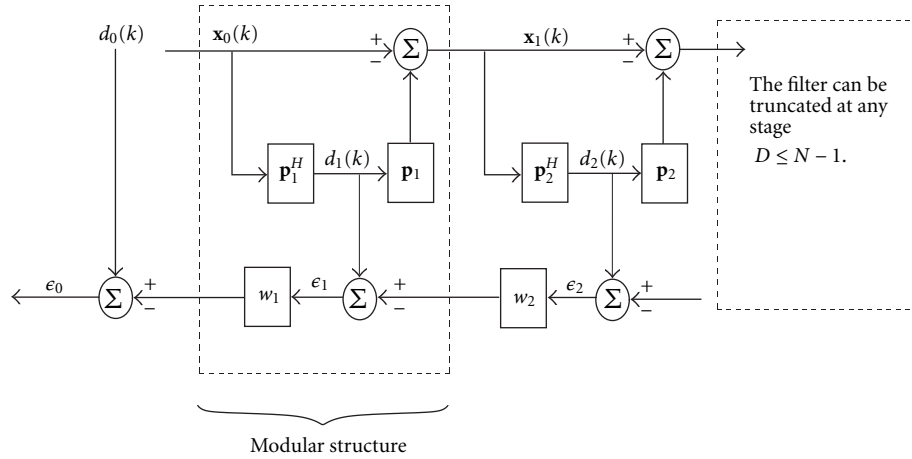 d₀(k)
𝐱₀(k)
+
−
Σ
𝐱₁(k)
+
−
Σ
The filter can be
truncated at any
stage
D ≤ N − 1.
𝐩₁ᴴ
d₁(k)
𝐩₁
𝐩₂ᴴ
d₂(k)
𝐩₂
ϵ₀
Σ
+
−
w₁
ϵ₁
Σ
+
−
w₂
ϵ₂
Σ
+
−
Modular structure